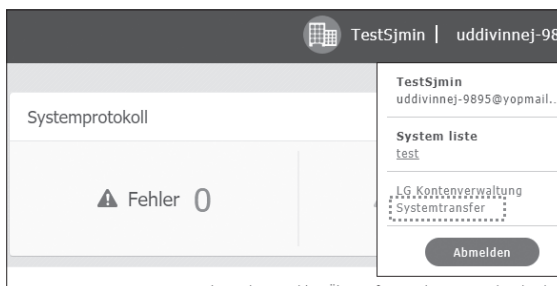 TestSjmin | uddivinnej-98
TestSjmin
uddivinnej-9895@yopmail..
Systemprotokoll
System liste
test
Fehler 0
LG Kontenverwaltung
Systemtransfer
Abmelden